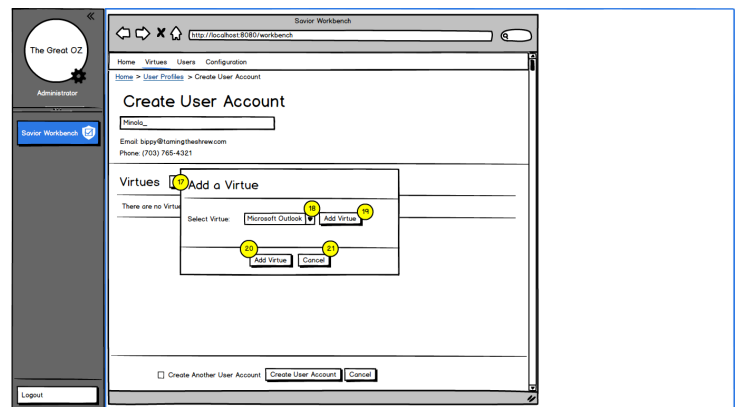 Savior Workbench
http://localhost:8080/workbench
The Great OZ
Administrator
Savior Workbench
Logout
Home Virtues Users Configuration
Home > User Profiles > Create User Account
Create User Account
Minola_
Email: bippy@tamingtheshrew.com
Phone: (703) 765-4321
Virtues
17
Add a Virtue
There are no Virtue
18
19
Select Virtue: Microsoft Outlook Add Virtue
20
21
Add Virtue Cancel
Create Another User Account Create User Account Cancel